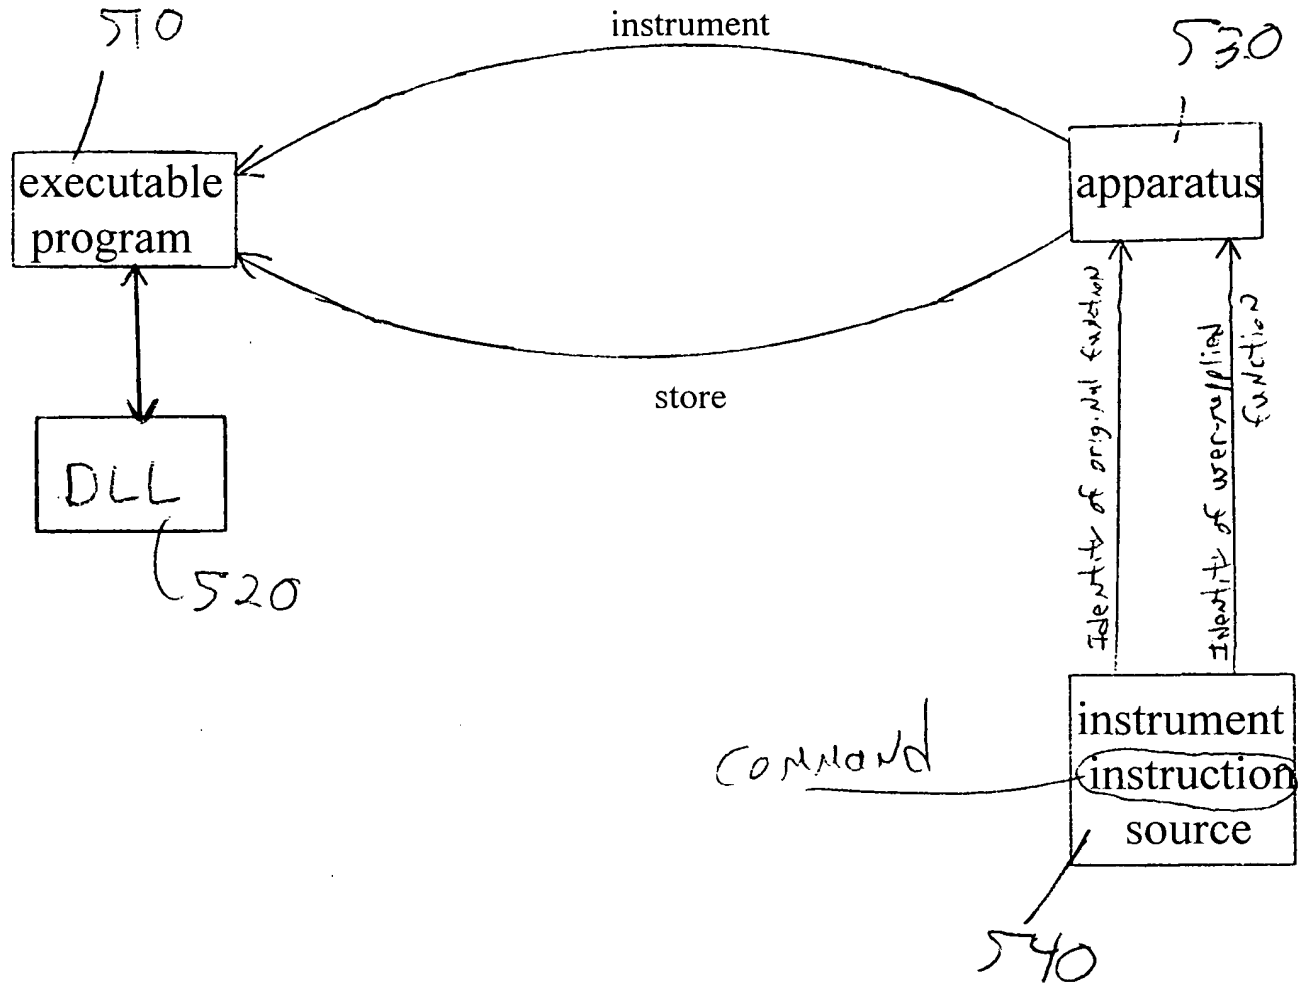 510
instrument
530
executable
program
apparatus
Identity of original function
Identity of user-supplied
function
store
DLL
520
instrument
command
instruction
source
540